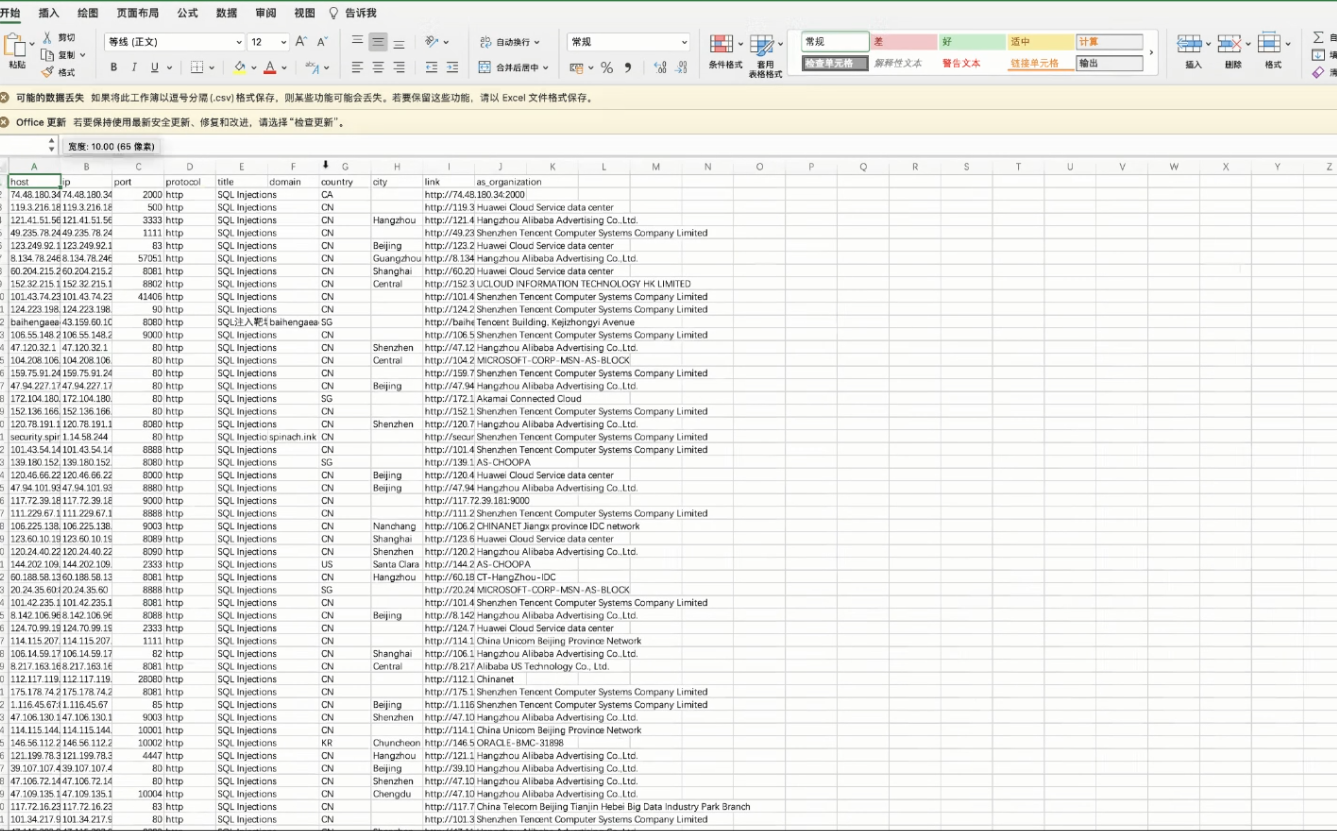 开始 插入 绘图 页面布局 公式 数据 审阅 视图 告诉我
粘贴 剪切 复制 格式 等线 (正文) 12 A^ A˅ 自动换行 常规 条件格式 套用表格格式 常规 差 好 适中 计算 插入 删除 格式
B I U A 合并后居中 % 检查单元格 解释性文本 警告文本 链接单元格 输出
可能的数据丢失 如果将此工作簿以逗号分隔 (.csv) 格式保存，则某些功能可能会丢失。若要保留这些功能，请以 Excel 文件格式保存。
Office 更新 若要保持使用最新安全更新、修复和改进，请选择“检查更新”。
宽度: 10.00 (65 像素)
A B C D E F G H I J K L M N O P Q R S T U V W X Y Z
host ip port protocol title domain country city link as_organization
74.48.180.34 74.48.180.34 2000 http SQL Injections CA http://74.48.180.34:2000
119.3.216.18 119.3.216.18 500 http SQL Injections CN http://119.3 Huawei Cloud Service data center
121.41.51.56 121.41.51.56 3333 http SQL Injections CN Hangzhou http://121.4 Hangzhou Alibaba Advertising Co.,Ltd.
49.235.78.24 49.235.78.24 1111 http SQL Injections CN http://49.23 Shenzhen Tencent Computer Systems Company Limited
123.249.92.1 123.249.92.1 83 http SQL Injections CN Beijing http://123.2 Huawei Cloud Service data center
8.134.78.246 8.134.78.246 57051 http SQL Injections CN Guangzhou http://8.134 Hangzhou Alibaba Advertising Co.,Ltd.
60.204.215.2 60.204.215.2 8081 http SQL Injections CN Shanghai http://60.20 Huawei Cloud Service data center
152.32.215.1 152.32.215.1 8802 http SQL Injections CN Central http://152.3 UCLOUD INFORMATION TECHNOLOGY HK LIMITED
101.43.74.23 101.43.74.23 41406 http SQL Injections CN http://101.4 Shenzhen Tencent Computer Systems Company Limited
124.223.198. 124.223.198. 90 http SQL Injections CN http://124.2 Shenzhen Tencent Computer Systems Company Limited
baihengaea 43.159.60.10 8080 http SQL注入靶 baihengaea SG http://baihe Tencent Building, Kejizhongyi Avenue
106.55.148.2 106.55.148.2 9000 http SQL Injections CN http://106.5 Shenzhen Tencent Computer Systems Company Limited
47.120.32.1 47.120.32.1 80 http SQL Injections CN Shenzhen http://47.12 Hangzhou Alibaba Advertising Co.,Ltd.
104.208.106. 104.208.106. 80 http SQL Injections CN Central http://104.2 MICROSOFT-CORP-MSN-AS-BLOCK
159.75.91.24 159.75.91.24 80 http SQL Injections CN http://159.7 Shenzhen Tencent Computer Systems Company Limited
47.94.227.17 47.94.227.17 80 http SQL Injections CN Beijing http://47.94 Hangzhou Alibaba Advertising Co.,Ltd.
172.104.180. 172.104.180. 80 http SQL Injections SG http://172.1 Akamai Connected Cloud
152.136.166. 152.136.166. 80 http SQL Injections CN http://152.1 Shenzhen Tencent Computer Systems Company Limited
120.78.191.1 120.78.191.1 8080 http SQL Injections CN Shenzhen http://120.7 Hangzhou Alibaba Advertising Co.,Ltd.
security.spir 1.14.58.244 80 http SQL Injectio spinach.ink CN http://secur Shenzhen Tencent Computer Systems Company Limited
101.43.54.14 101.43.54.14 8888 http SQL Injections CN http://101.4 Shenzhen Tencent Computer Systems Company Limited
139.180.152. 139.180.152. 8080 http SQL Injections SG http://139.1 AS-CHOOPA
120.46.66.22 120.46.66.22 8000 http SQL Injections CN Beijing http://120.4 Huawei Cloud Service data center
47.94.101.93 47.94.101.93 8880 http SQL Injections CN Beijing http://47.94 Hangzhou Alibaba Advertising Co.,Ltd.
117.72.39.18 117.72.39.18 9000 http SQL Injections CN http://117.72.39.181:9000
111.229.67.1 111.229.67.1 8888 http SQL Injections CN http://111.2 Shenzhen Tencent Computer Systems Company Limited
106.225.138. 106.225.138. 9003 http SQL Injections CN Nanchang http://106.2 CHINANET Jiangx province IDC network
123.60.10.19 123.60.10.19 8089 http SQL Injections CN Shanghai http://123.6 Huawei Cloud Service data center
120.24.40.22 120.24.40.22 8090 http SQL Injections CN Shenzhen http://120.2 Hangzhou Alibaba Advertising Co.,Ltd.
144.202.109. 144.202.109. 2333 http SQL Injections US Santa Clara http://144.2 AS-CHOOPA
60.188.58.13 60.188.58.13 8081 http SQL Injections CN Hangzhou http://60.18 CT-HangZhou-IDC
20.24.35.60: 20.24.35.60 8888 http SQL Injections SG http://20.24 MICROSOFT-CORP-MSN-AS-BLOCK
101.42.235.1 101.42.235.1 8081 http SQL Injections CN http://101.4 Shenzhen Tencent Computer Systems Company Limited
8.142.106.96 8.142.106.96 8088 http SQL Injections CN Beijing http://8.142 Hangzhou Alibaba Advertising Co.,Ltd.
124.70.99.19 124.70.99.19 2333 http SQL Injections CN http://124.7 Huawei Cloud Service data center
114.115.207. 114.115.207. 1111 http SQL Injections CN http://114.1 China Unicom Beijing Province Network
106.14.59.17 106.14.59.17 82 http SQL Injections CN Shanghai http://106.1 Hangzhou Alibaba Advertising Co.,Ltd.
8.217.163.16 8.217.163.16 8081 http SQL Injections CN Central http://8.217 Alibaba US Technology Co., Ltd.
112.117.119. 112.117.119. 28080 http SQL Injections CN http://112.1 Chinanet
175.178.74.2 175.178.74.2 8081 http SQL Injections CN http://175.1 Shenzhen Tencent Computer Systems Company Limited
1.116.45.67: 1.116.45.67 85 http SQL Injections CN Beijing http://1.116 Shenzhen Tencent Computer Systems Company Limited
47.106.130.1 47.106.130.1 9003 http SQL Injections CN Shenzhen http://47.10 Hangzhou Alibaba Advertising Co.,Ltd.
114.115.144. 114.115.144. 10001 http SQL Injections CN http://114.1 China Unicom Beijing Province Network
146.56.112.2 146.56.112.2 10002 http SQL Injections KR Chuncheon http://146.5 ORACLE-BMC-31898
121.199.78.3 121.199.78.3 4447 http SQL Injections CN Hangzhou http://121.1 Hangzhou Alibaba Advertising Co.,Ltd.
39.107.107.4 39.107.107.4 80 http SQL Injections CN Beijing http://39.10 Hangzhou Alibaba Advertising Co.,Ltd.
47.106.72.14 47.106.72.14 80 http SQL Injections CN Shenzhen http://47.10 Hangzhou Alibaba Advertising Co.,Ltd.
47.109.135.1 47.109.135.1 10004 http SQL Injections CN Chengdu http://47.10 Hangzhou Alibaba Advertising Co.,Ltd.
117.72.16.23 117.72.16.23 83 http SQL Injections CN http://117.7 China Telecom Beijing Tianjin Hebei Big Data Industry Park Branch
101.34.217.9 101.34.217.9 80 http SQL Injections CN http://101.3 Shenzhen Tencent Computer Systems Company Limited